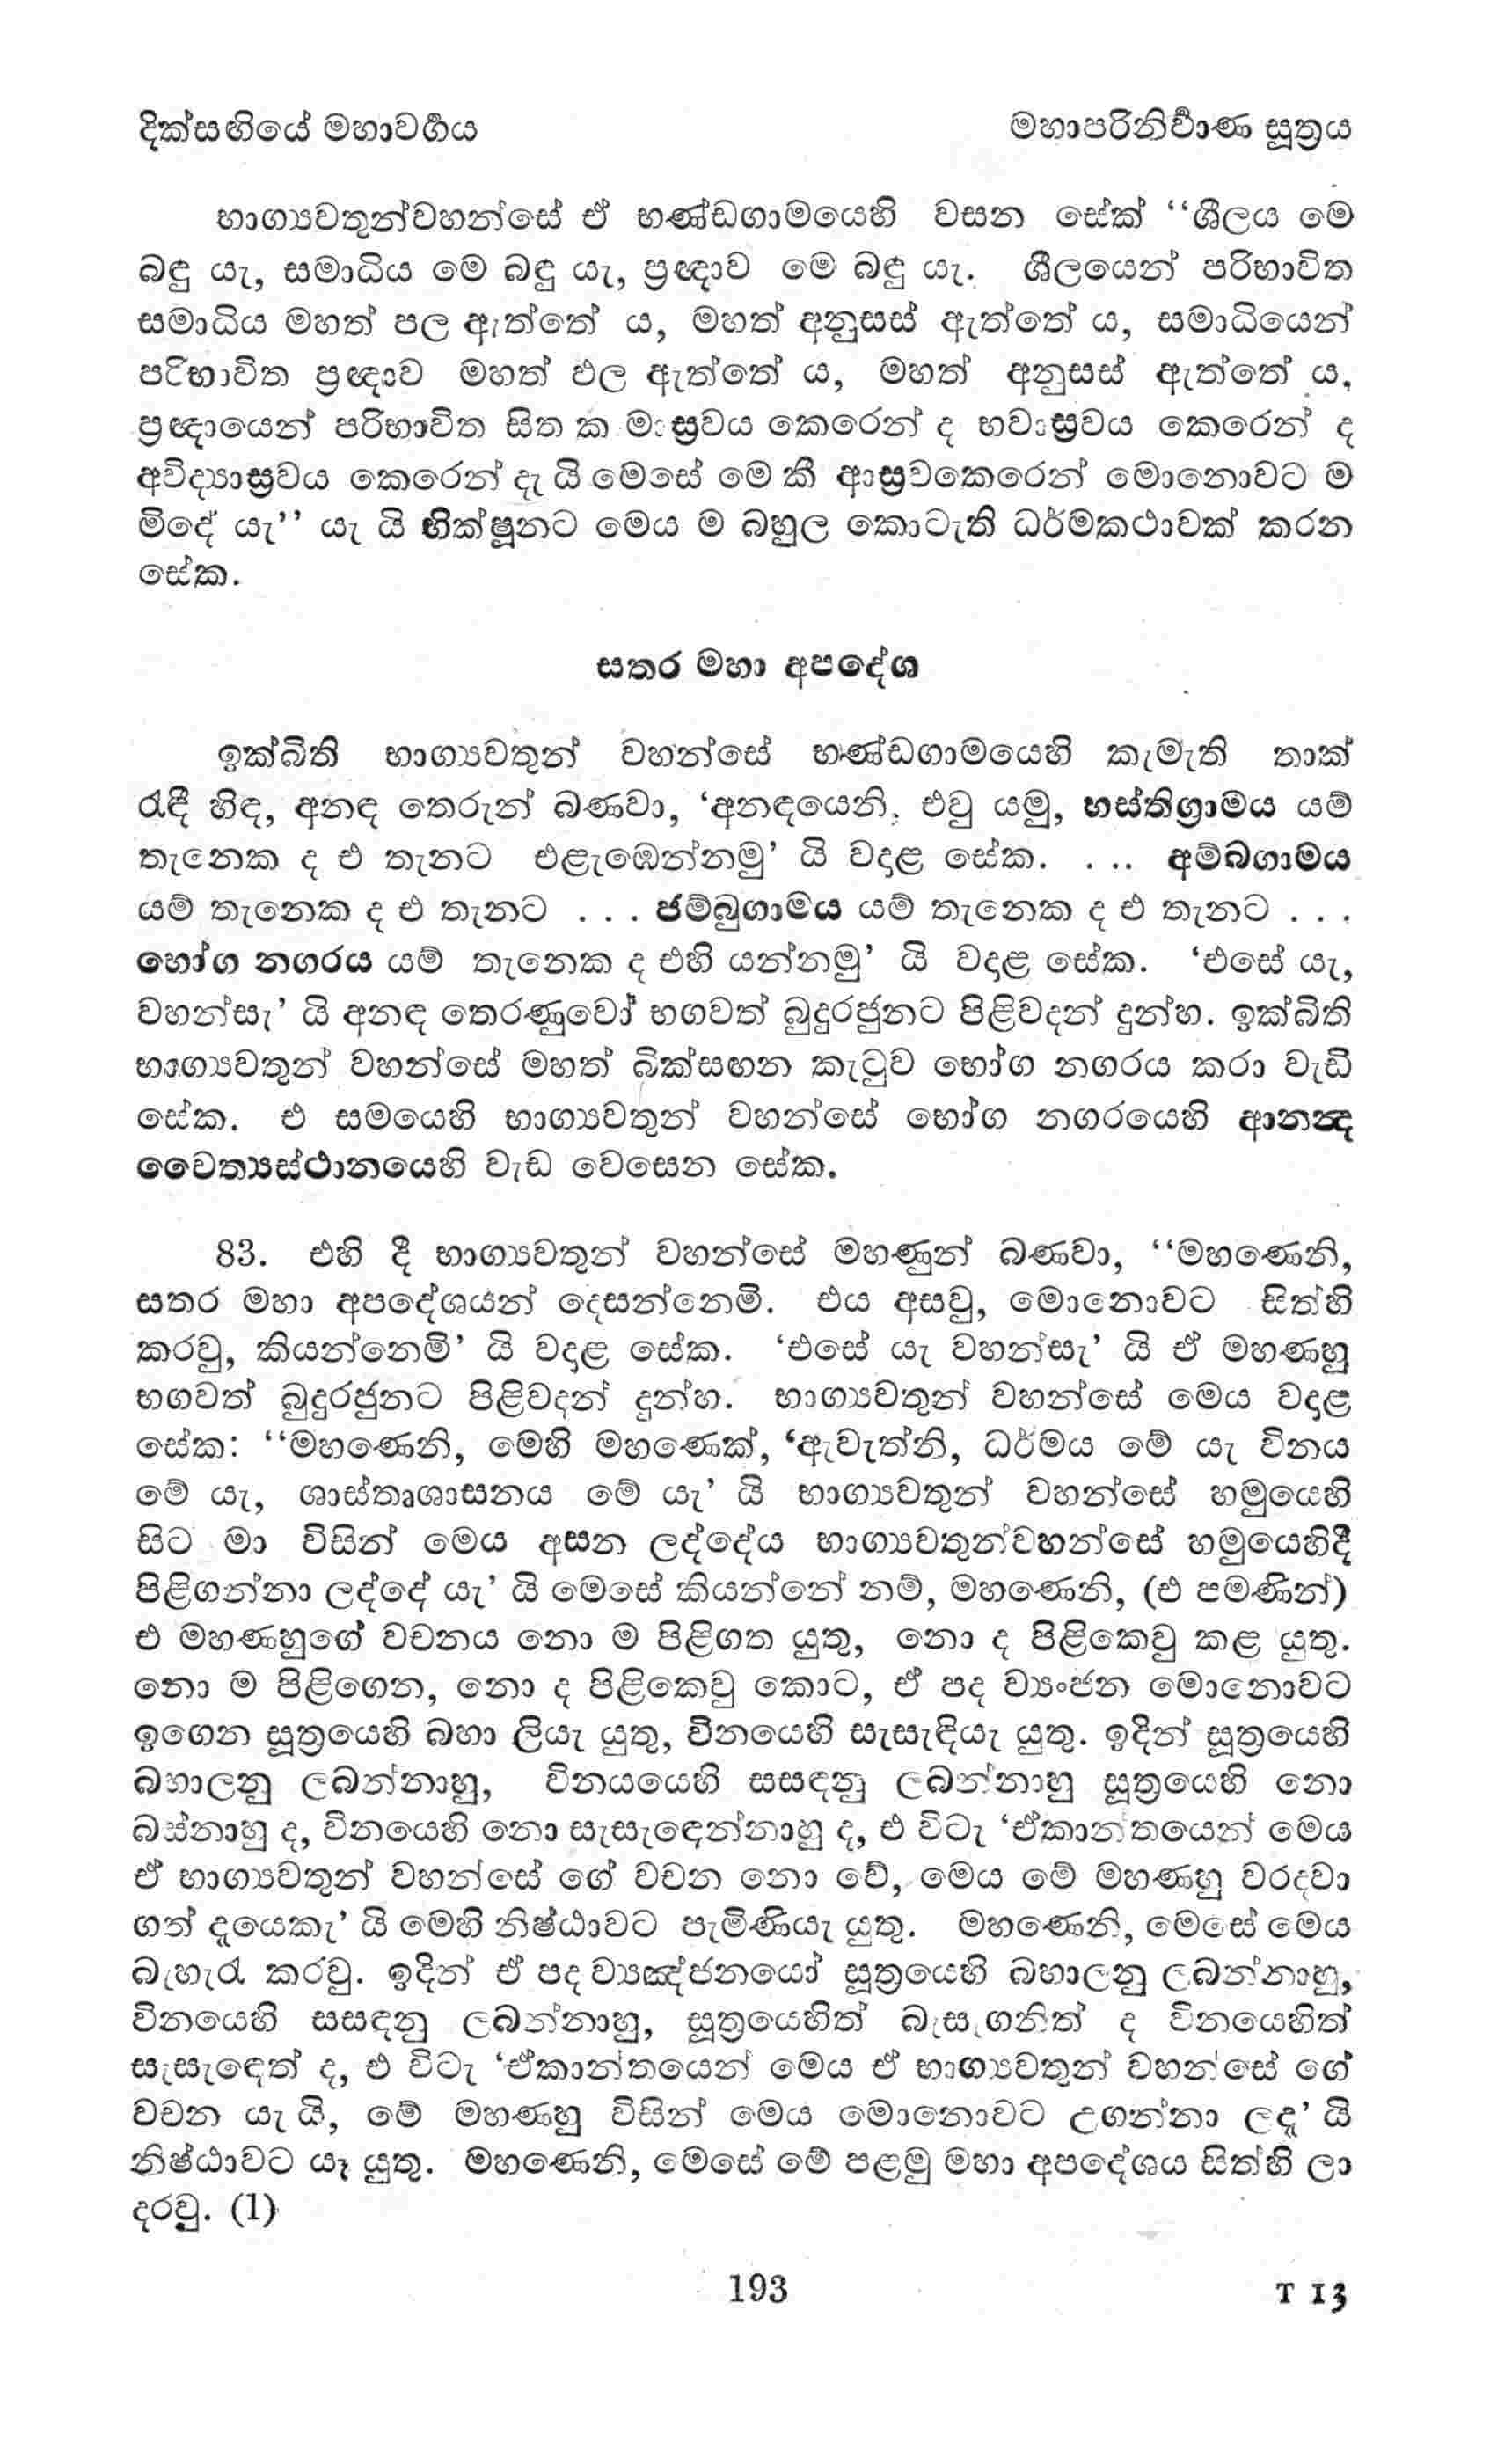 දික්සඟියේ මහාවර්‍ගය
මහාපරිනිර්‍වාණ සූත්‍රය
භාග්‍යවතුන්වහන්සේ ඒ භණ්ඩගාමයෙහි වසන සේක් “ශීලය මෙ
බඳු යැ, සමාධිය මෙ බඳු යැ, ප්‍රඥාව මෙ බඳු යැ. ශීලයෙන් පරිභාවිත
සමාධිය මහත් පල ඇත්තේ ය, මහත් අනුසස් ඇත්තේ ය, සමාධියෙන්
පරිභාවිත ප්‍රඥාව මහත් ඵල ඇත්තේ ය, මහත් අනුසස් ඇත්තේ ය,
ප්‍රඥායෙන් පරිභාවිත සිත කාමාස්‍රවය කෙරෙන් ද භවාස්‍රවය කෙරෙන් ද
අවිද්‍යාස්‍රවය කෙරෙන් දැ යි මෙසේ මෙ කී ආස්‍රවකෙරෙන් මොනොවට ම
මිදේ යැ” යැ යි භික්ෂූනට මෙය ම බහුල කොටැති ධර්මකථාවක් කරන
සේක.
සතර මහා අපදේශ
ඉක්බිති භාග්‍යවතුන් වහන්සේ භණ්ඩගාමයෙහි කැමැති තාක්
රැඳී හිඳ, අනඳ තෙරුන් බණවා, ‘අනඳයෙනි, එවු යමු, හස්තිග්‍රාමය යම්
තැනෙක ද එ තැනට එළැඹෙන්නමු’ යි වදාළ සේක. . .. අම්බගාමය
යම් තැනෙක ද එ තැනට . . . ජම්බුගාමය යම් තැනෙක ද එ තැනට . . .
භෝග නගරය යම් තැනෙක ද එහි යන්නමු’ යි වදාළ සේක. ‘එසේ යැ,
වහන්සැ’ යි අනඳ තෙරණුවෝ භගවත් බුදුරජුනට පිළිවදන් දුන්හ. ඉක්බිති
භාග්‍යවතුන් වහන්සේ මහත් බික්සඟන කැටුව භෝග නගරය කරා වැඩි
සේක. එ සමයෙහි භාග්‍යවතුන් වහන්සේ භෝග නගරයෙහි ආනන්‍ද
චෛත්‍යස්ථානයෙහි වැඩ වෙසෙන සේක.
83. එහි දී භාග්‍යවතුන් වහන්සේ මහණුන් බණවා, “මහණෙනි,
සතර මහා අපදේශයන් දෙසන්නෙමි. එය අසවු, මොනොවට සිත්හි
කරවු, කියන්නෙමි’ යි වදාළ සේක. ‘එසේ යැ වහන්සැ’ යි ඒ මහණහු
භගවත් බුදුරජුනට පිළිවදන් දුන්හ. භාග්‍යවතුන් වහන්සේ මෙය වදාළ
සේක: “මහණෙනි, මෙහි මහණෙක්, ‘ඇවැත්නි, ධර්මය මේ යැ විනය
මේ යැ, ශාස්තෘශාසනය මේ යැ’ යි භාග්‍යවතුන් වහන්සේ හමුයෙහි
සිට මා විසින් මෙය අසන ලද්දේය භාග්‍යවතුන්වහන්සේ හමුයෙහිදී
පිළිගන්නා ලද්දේ යැ’ යි මෙසේ කියන්නේ නම්, මහණෙනි, (එ පමණින්)
එ මහණහුගේ වචනය නො ම පිළිගත යුතු, නො ද පිළිකෙවු කළ යුතු.
නො ම පිළිගෙන, නො ද පිළිකෙවු කොට, ඒ පද ව්‍යංජන මොනොවට
ඉගෙන සූත්‍රයෙහි බහා ලියැ යුතු, විනයෙහි සැසැඳියැ යුතු. ඉදින් සූත්‍රයෙහි
බහාලනු ලබන්නාහු, විනයයෙහි සසඳනු ලබන්නාහු සූත්‍රයෙහි නො
බස්නාහු ද, විනයෙහි නො සැසැඳෙන්නාහු ද, එ විටැ ‘ඒකාන්තයෙන් මෙය
ඒ භාග්‍යවතුන් වහන්සේ ගේ වචන නො වේ, මෙය මේ මහණහු වරදවා
ගත් දැයෙකැ’ යි මෙහි නිෂ්ඨාවට පැමිණියැ යුතු. මහණෙනි, මෙසේ මෙය
බැහැරැ කරවු. ඉදින් ඒ පද ව්‍යඤ්ජනයෝ සූත්‍රයෙහි බහාලනු ලබන්නාහු,
විනයෙහි සසඳනු ලබන්නාහු, සූත්‍රයෙහිත් බැසැගනිත් ද විනයෙහිත්
සැසැඳෙත් ද, එ විටැ ‘ඒකාන්තයෙන් මෙය ඒ භාග්‍යවතුන් වහන්සේ ගේ
වචන යැ යි, මේ මහණහු විසින් මෙය මොනොවට උගන්නා ලදැ’ යි
නිෂ්ඨාවට යෑ යුතු. මහණෙනි, මෙසේ මේ පළමු මහා අපදේශය සිත්හි ලා
දරවු. (1)
193
T 13